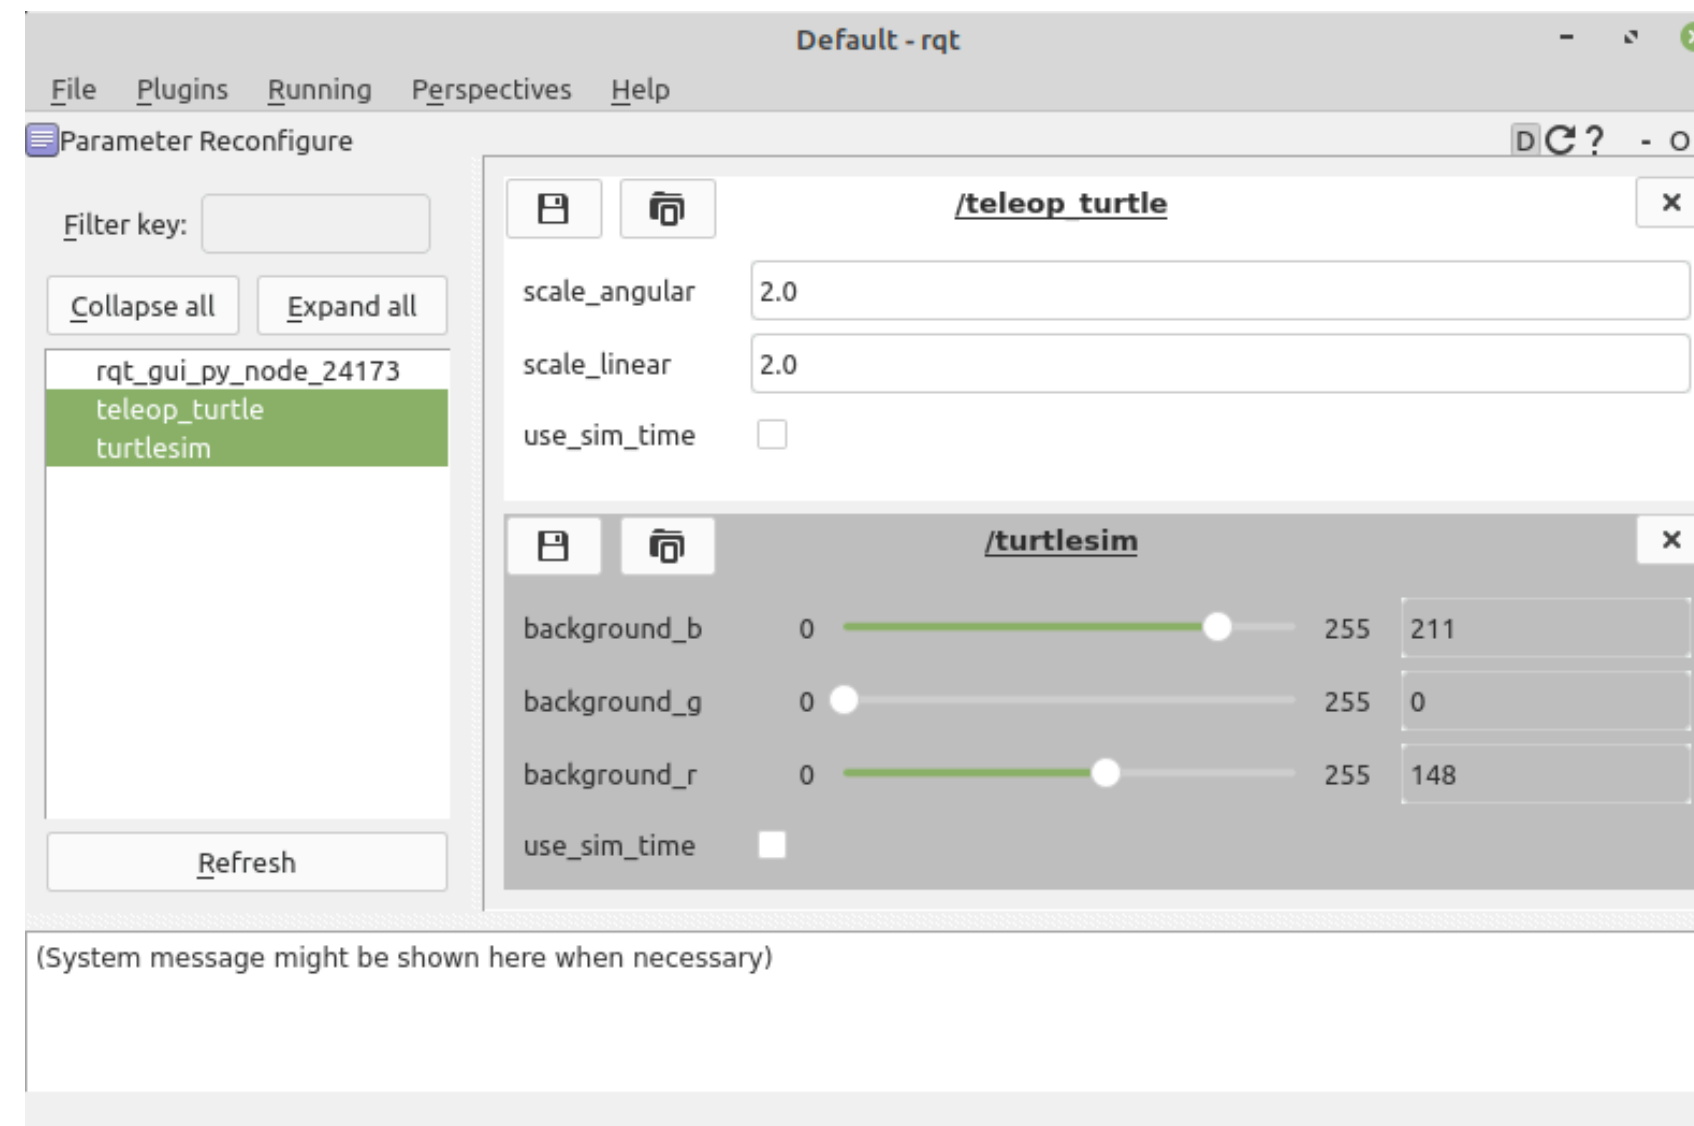 Default - rqt
File Plugins Running Perspectives Help
Parameter Reconfigure
D ? - O
Filter key:
Collapse all Expand all
rqt_gui_py_node_24173
teleop_turtle
turtlesim
Refresh
/teleop_turtle
scale_angular 2.0
scale_linear 2.0
use_sim_time
/turtlesim
background_b 0 255 211
background_g 0 255 0
background_r 0 255 148
use_sim_time
(System message might be shown here when necessary)